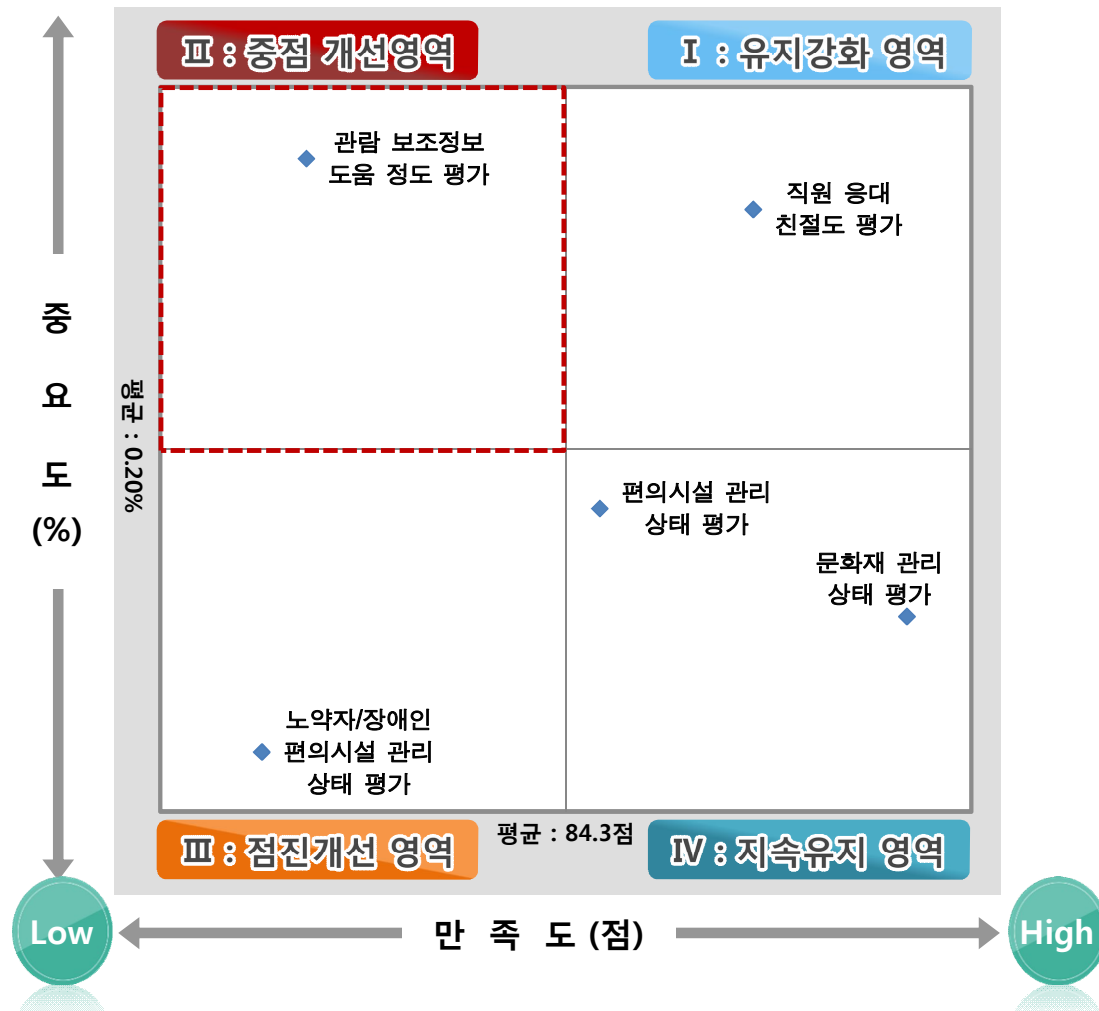 Ⅱ : 중점 개선영역
Ⅰ : 유지강화 영역
관람 보조정보
도움 정도 평가
직원 응대
친절도 평가
중
요
도
(%)
평균 : 0.20%
편의시설 관리
상태 평가
문화재 관리
상태 평가
노약자/장애인
편의시설 관리
상태 평가
Ⅲ : 점진개선 영역
평균 : 84.3점
Ⅳ : 지속유지 영역
Low
만 족 도 (점)
High